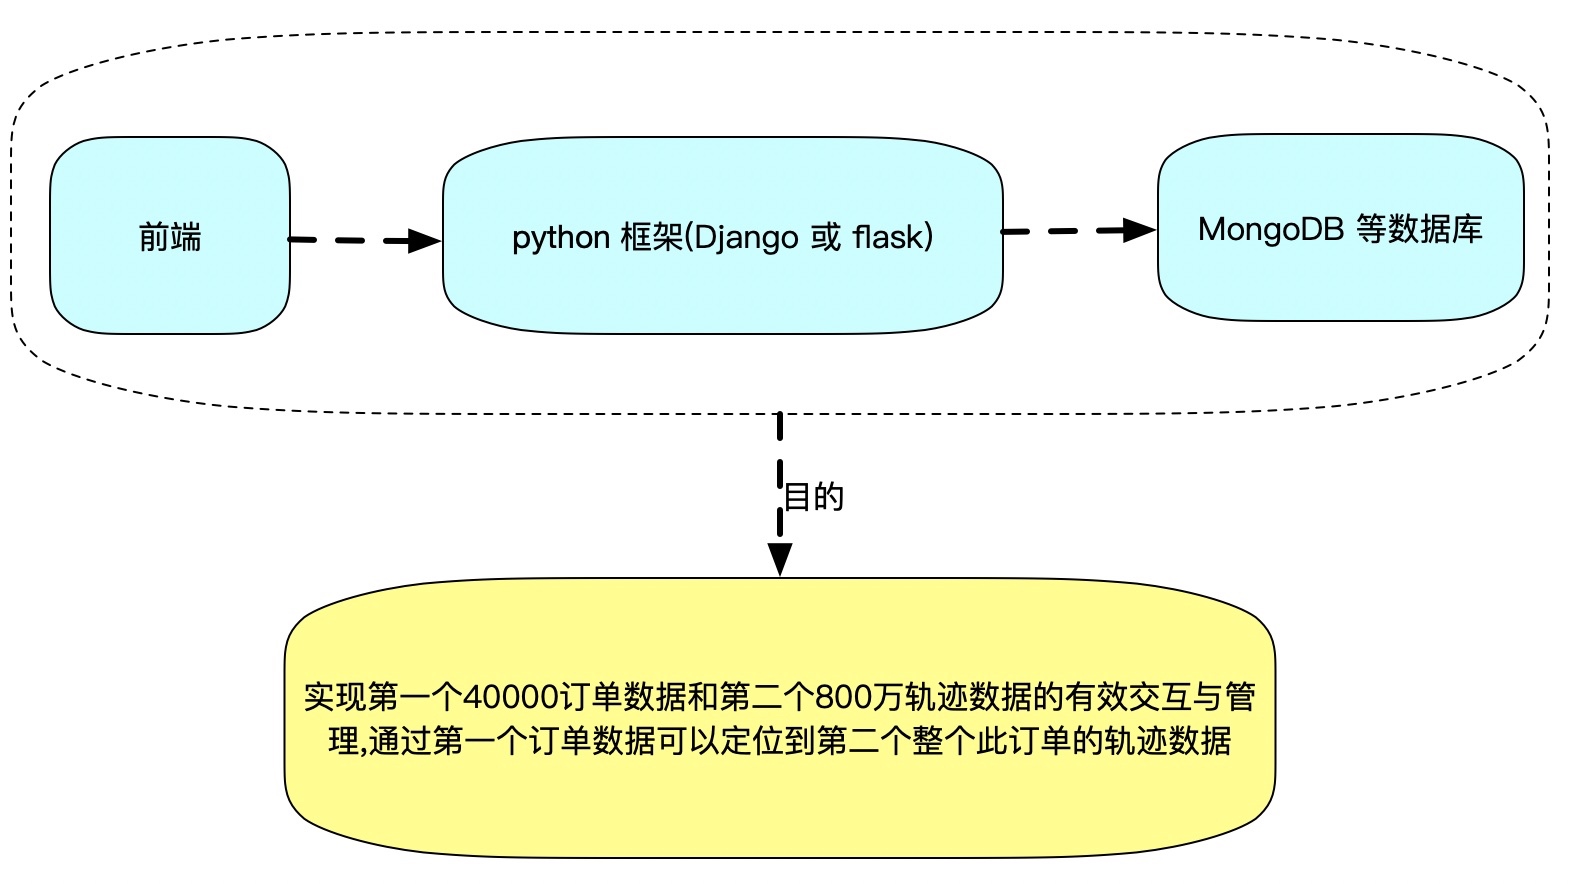 前端
python 框架(Django 或 flask)
MongoDB 等数据库
目的
实现第一个40000订单数据和第二个800万轨迹数据的有效交互与管
理,通过第一个订单数据可以定位到第二个整个此订单的轨迹数据